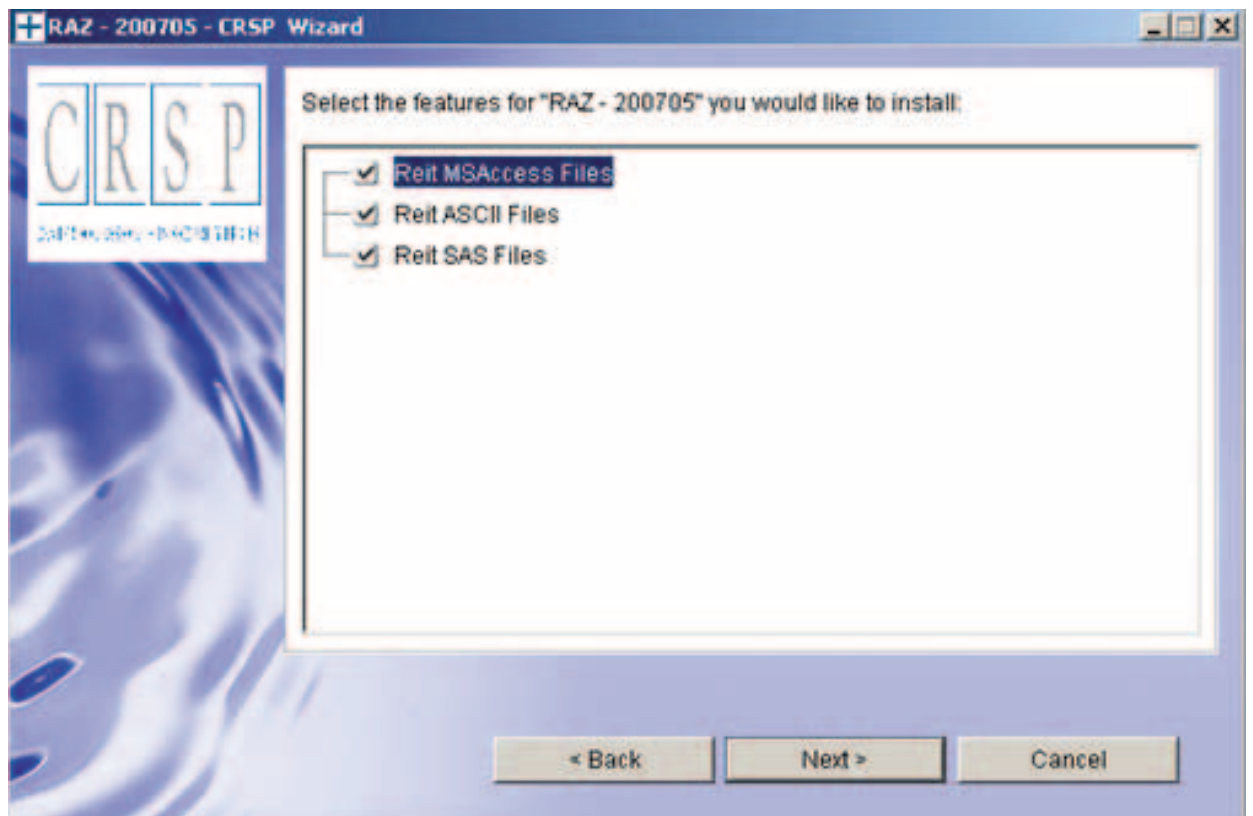 RAZ - 200705 - CRSP Wizard
CRSP
Select the features for "RAZ - 200705" you would like to install:
Reit MSAccess Files
Reit ASCII Files
Reit SAS Files
< Back
Next >
Cancel